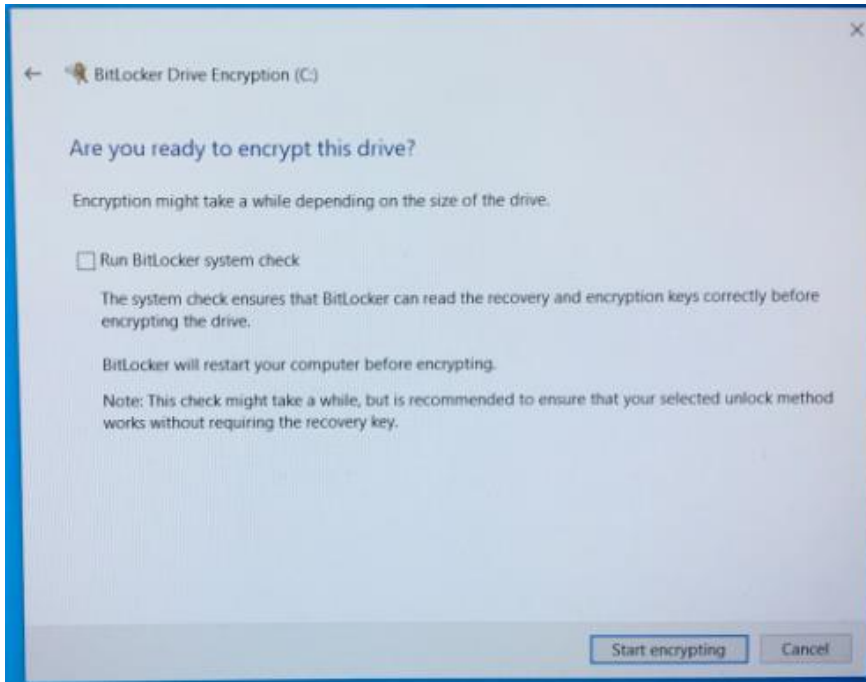 BitLocker Drive Encryption (C:)
Are you ready to encrypt this drive?
Encryption might take a while depending on the size of the drive.
Run BitLocker system check
The system check ensures that BitLocker can read the recovery and encryption keys correctly before
encrypting the drive.
BitLocker will restart your computer before encrypting.
Note: This check might take a while, but is recommended to ensure that your selected unlock method
works without requiring the recovery key.
Start encrypting
Cancel